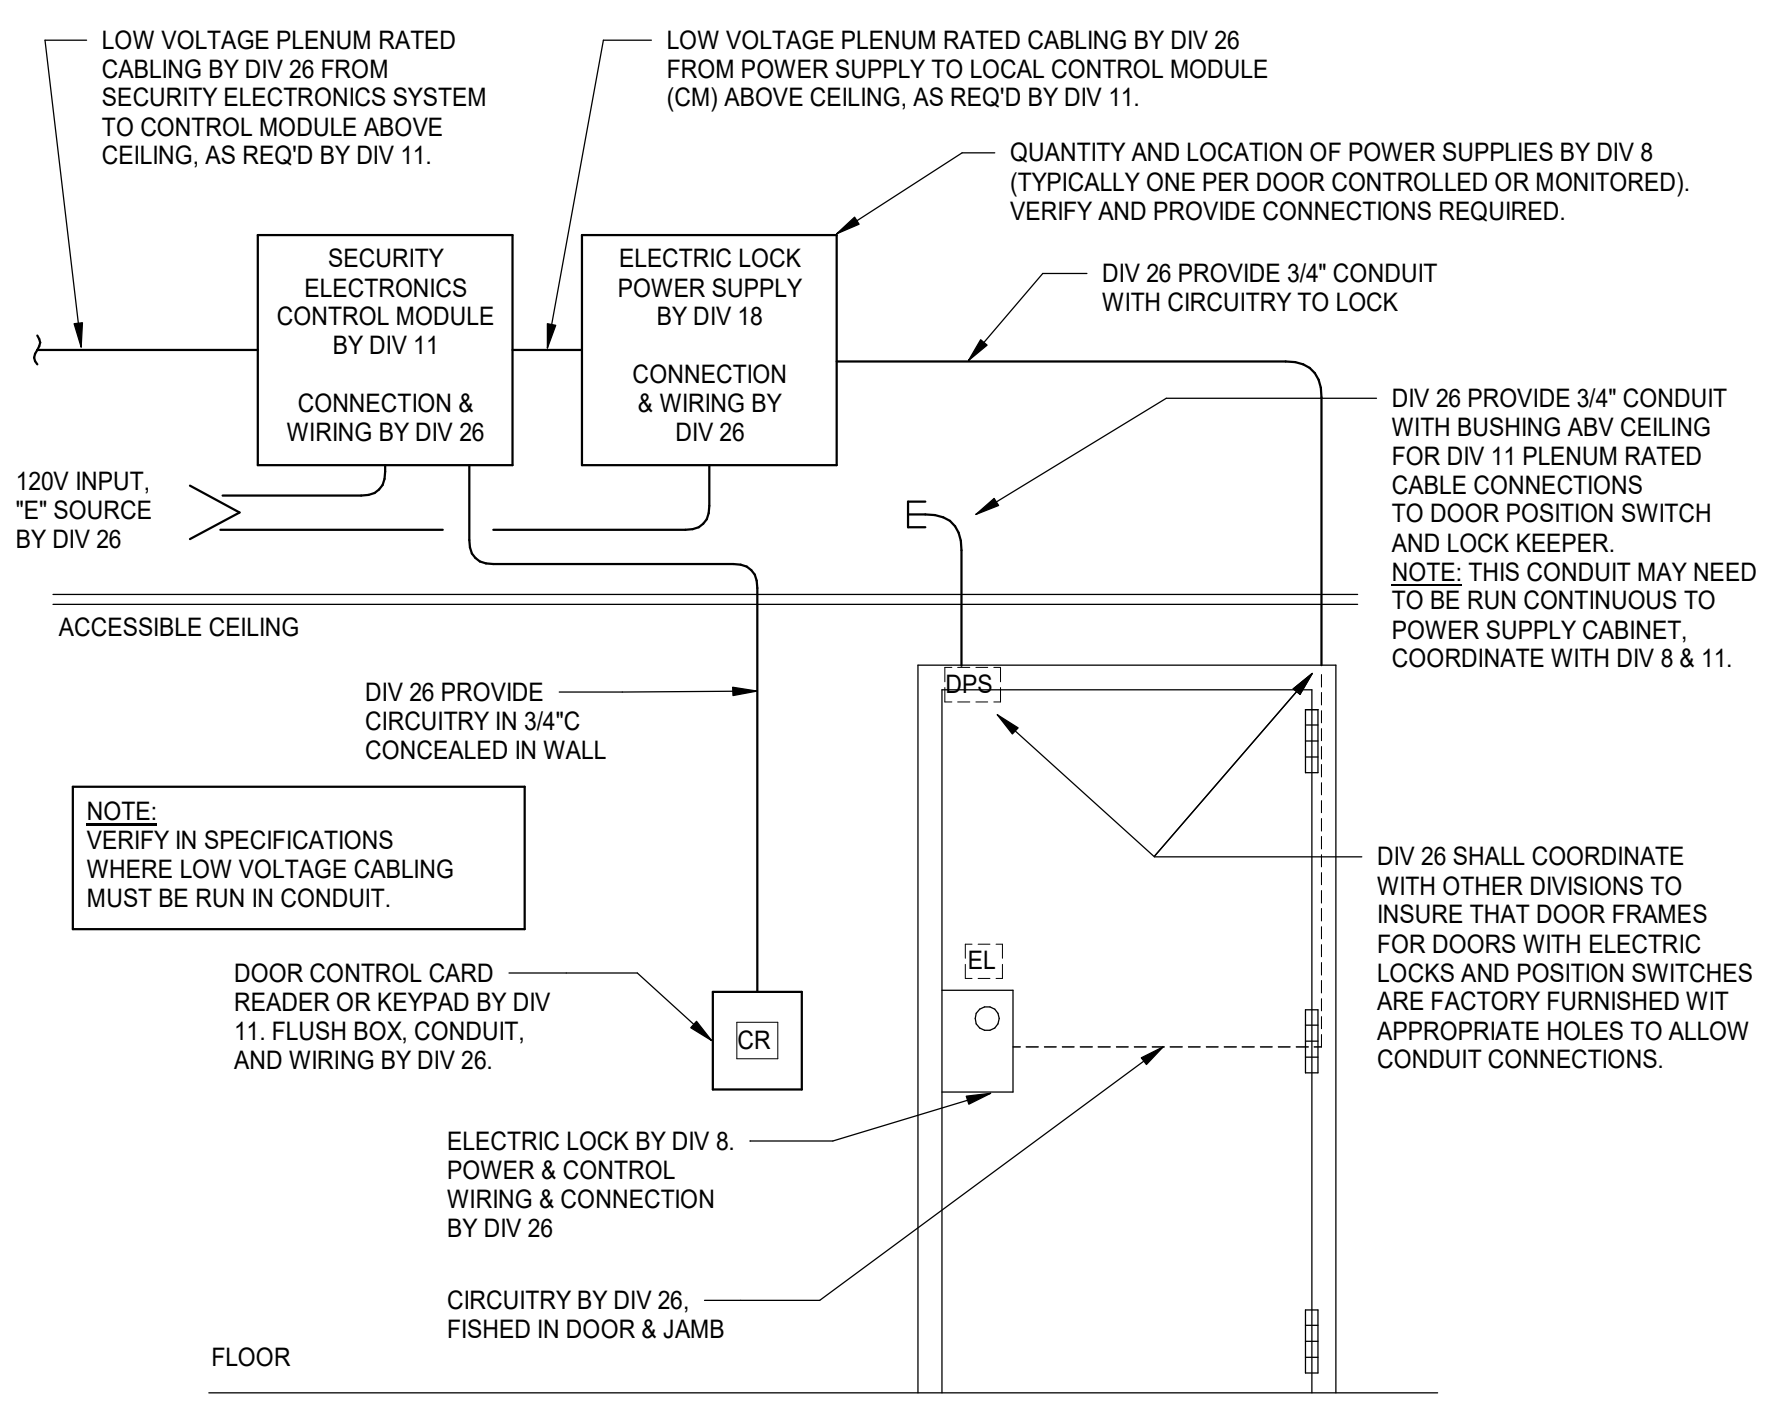 LOW VOLTAGE PLENUM RATED
CABLING BY DIV 26 FROM
SECURITY ELECTRONICS SYSTEM
TO CONTROL MODULE ABOVE
CEILING, AS REQ'D BY DIV 11.
LOW VOLTAGE PLENUM RATED CABLING BY DIV 26
FROM POWER SUPPLY TO LOCAL CONTROL MODULE
(CM) ABOVE CEILING, AS REQ'D BY DIV 11.
QUANTITY AND LOCATION OF POWER SUPPLIES BY DIV 8
(TYPICALLY ONE PER DOOR CONTROLLED OR MONITORED).
VERIFY AND PROVIDE CONNECTIONS REQUIRED.
SECURITY
ELECTRONICS
CONTROL MODULE
BY DIV 11
CONNECTION &
WIRING BY DIV 26
ELECTRIC LOCK
POWER SUPPLY
BY DIV 18
CONNECTION
& WIRING BY
DIV 26
DIV 26 PROVIDE 3/4" CONDUIT
WITH CIRCUITRY TO LOCK
DIV 26 PROVIDE 3/4" CONDUIT
WITH BUSHING ABV CEILING
FOR DIV 11 PLENUM RATED
CABLE CONNECTIONS
TO DOOR POSITION SWITCH
AND LOCK KEEPER.
NOTE: THIS CONDUIT MAY NEED
TO BE RUN CONTINUOUS TO
POWER SUPPLY CABINET,
COORDINATE WITH DIV 8 & 11.
120V INPUT,
"E" SOURCE
BY DIV 26
ACCESSIBLE CEILING
DIV 26 PROVIDE
CIRCUITRY IN 3/4"C
CONCEALED IN WALL
DPS
NOTE:
VERIFY IN SPECIFICATIONS
WHERE LOW VOLTAGE CABLING
MUST BE RUN IN CONDUIT.
DIV 26 SHALL COORDINATE
WITH OTHER DIVISIONS TO
INSURE THAT DOOR FRAMES
FOR DOORS WITH ELECTRIC
LOCKS AND POSITION SWITCHES
ARE FACTORY FURNISHED WIT
APPROPRIATE HOLES TO ALLOW
CONDUIT CONNECTIONS.
EL
DOOR CONTROL CARD
READER OR KEYPAD BY DIV
11. FLUSH BOX, CONDUIT,
AND WIRING BY DIV 26.
CR
ELECTRIC LOCK BY DIV 8.
POWER & CONTROL
WIRING & CONNECTION
BY DIV 26
CIRCUITRY BY DIV 26,
FISHED IN DOOR & JAMB
FLOOR